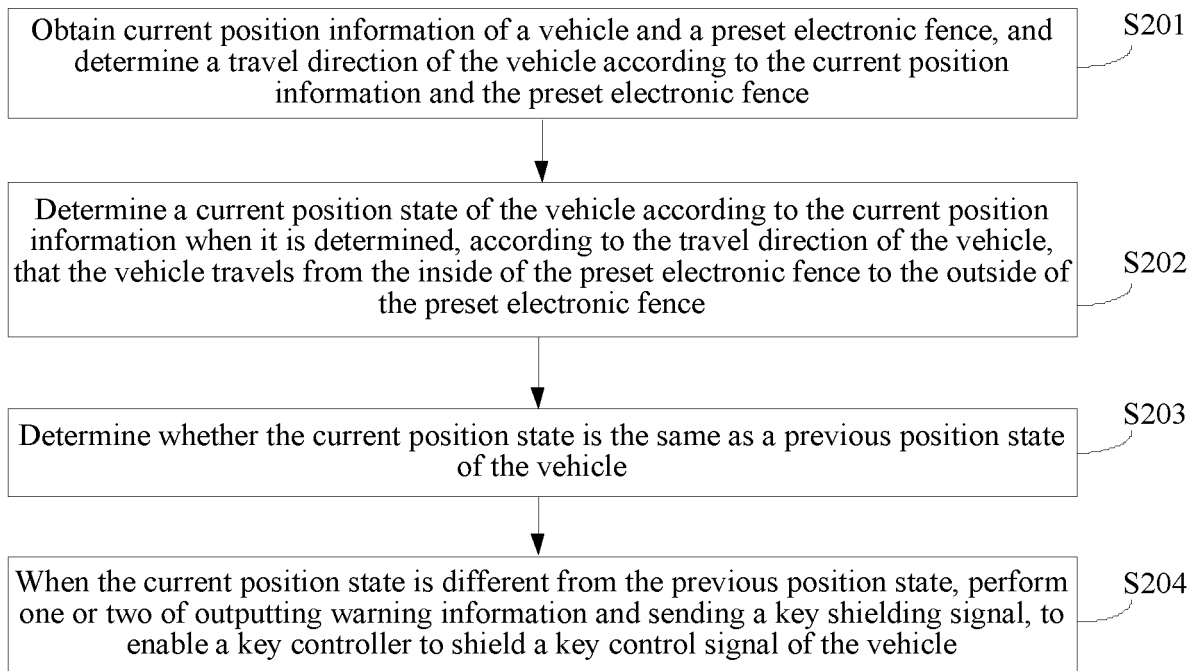 Obtain current position information of a vehicle and a preset electronic fence, and
determine a travel direction of the vehicle according to the current position
information and the preset electronic fence
S201
Determine a current position state of the vehicle according to the current position
information when it is determined, according to the travel direction of the vehicle,
that the vehicle travels from the inside of the preset electronic fence to the outside of
the preset electronic fence
S202
Determine whether the current position state is the same as a previous position state
of the vehicle
S203
When the current position state is different from the previous position state, perform
one or two of outputting warning information and sending a key shielding signal, to
enable a key controller to shield a key control signal of the vehicle
S204